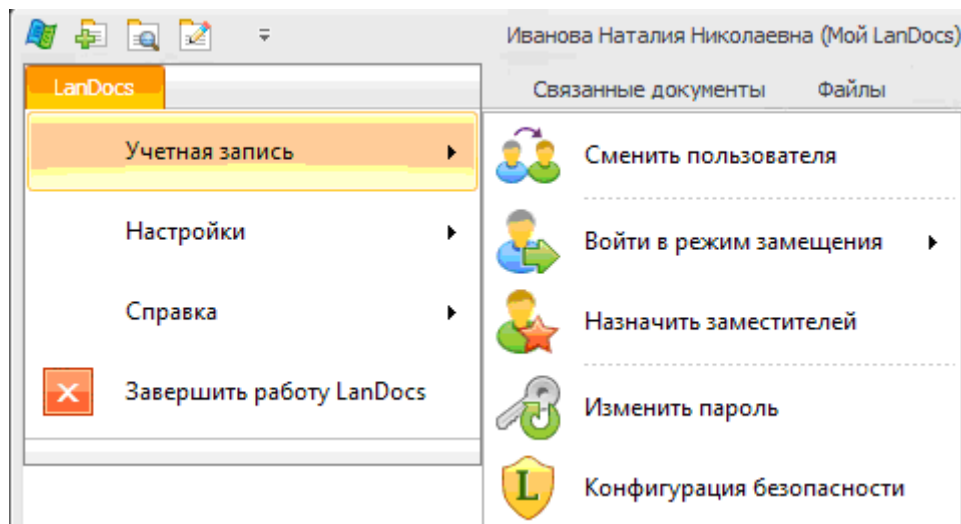 Иванова Наталия Николаевна (Мой LanDocs)
LanDocs
Связанные документы
Файлы
Учетная запись
Настройки
Справка
Завершить работу LanDocs
Сменить пользователя
Войти в режим замещения
Назначить заместителей
Изменить пароль
L
Конфигурация безопасности